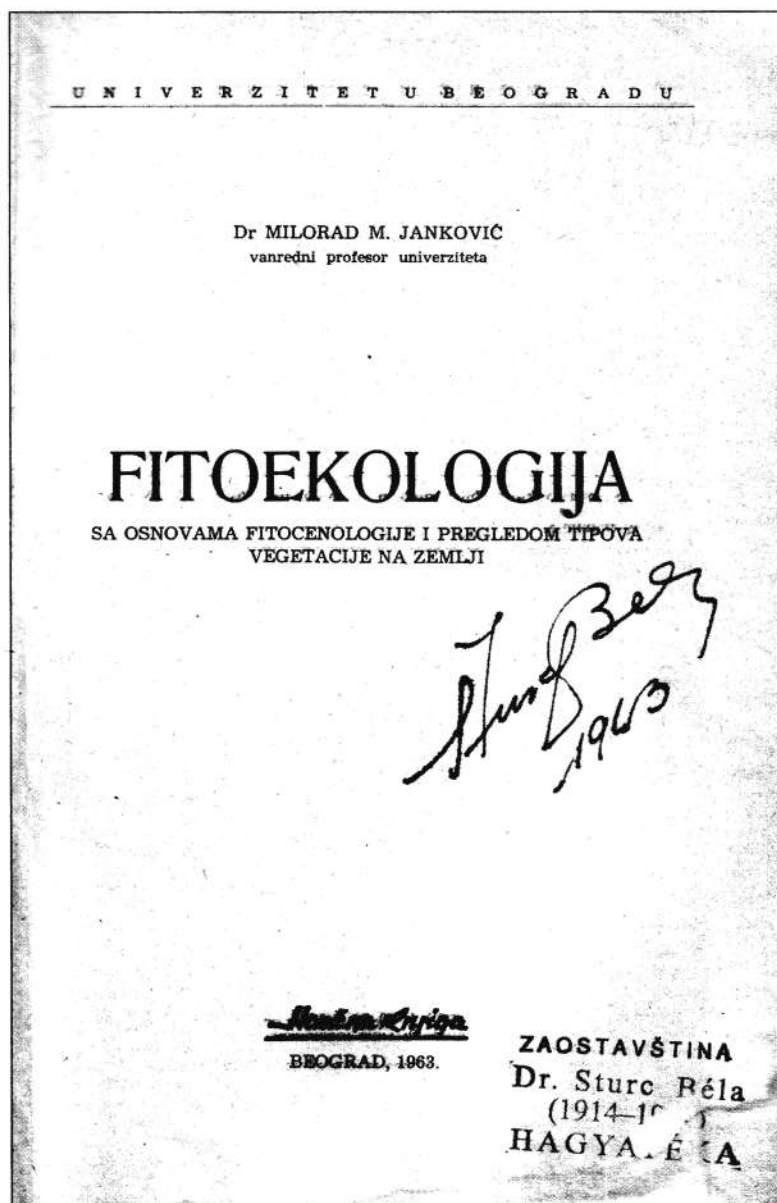 UNIVERZITET U BEOGRADU
Dr MILORAD M. JANKOVIĆ
vanredni profesor univerziteta
FITOEKOLOGIJA
SA OSNOVAMA FITOCENOLOGIJE I PREGLEDOM TIPOVA
VEGETACIJE NA ZEMLJI
1963
BEOGRAD, 1963.
ZAOSTAVŠTINA
Dr. Sturc Béla
(1914–